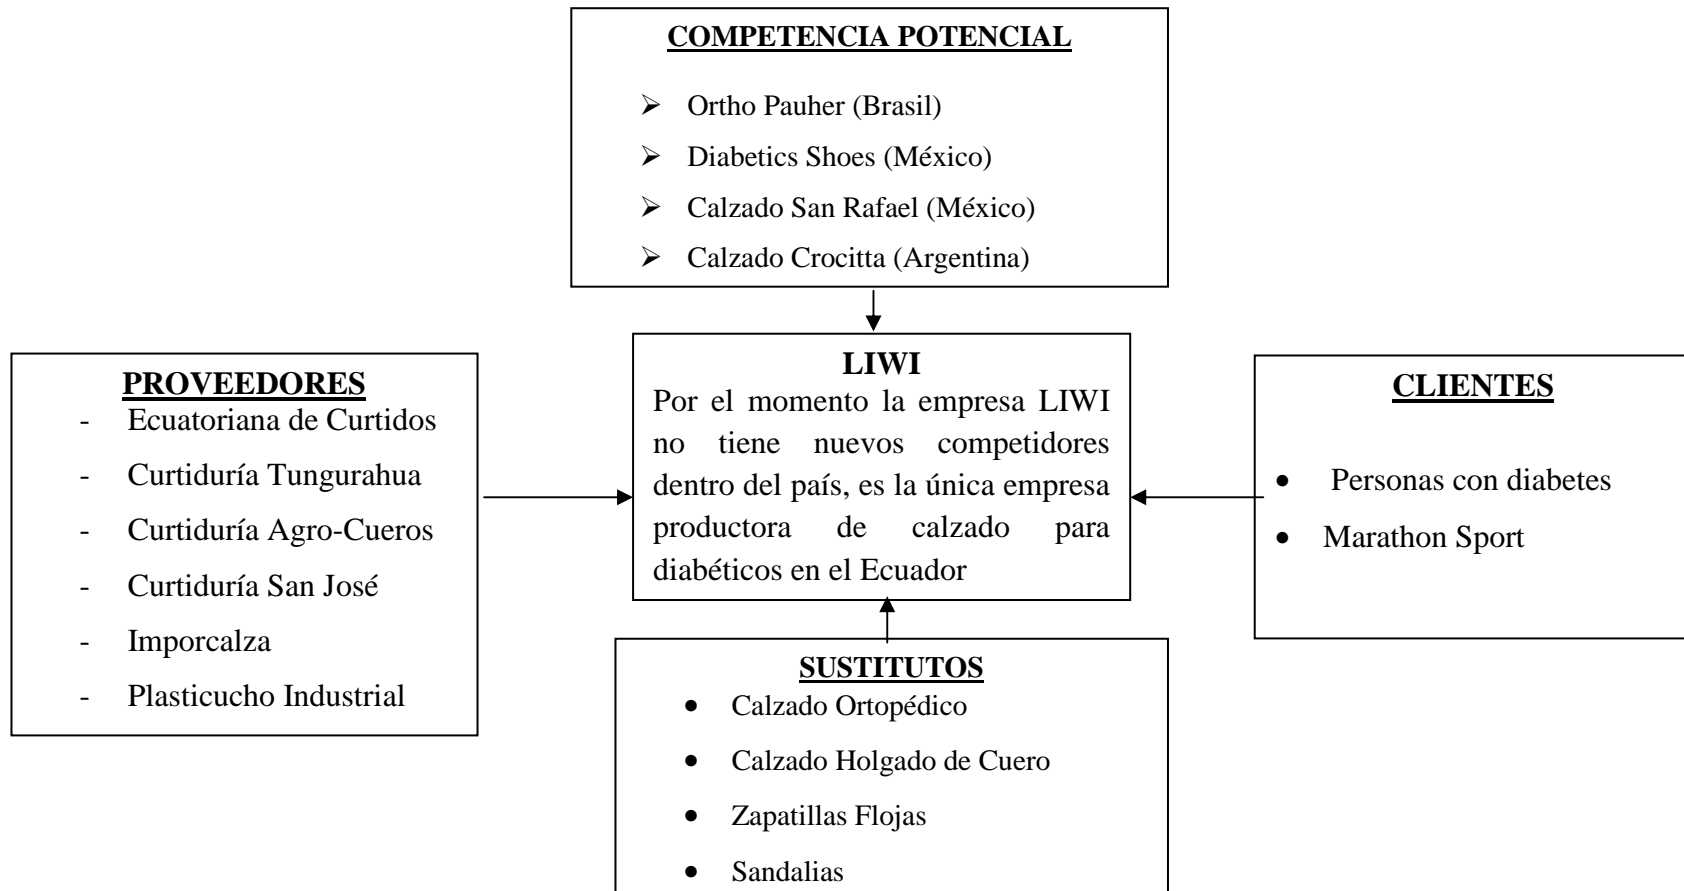 COMPETENCIA POTENCIAL
➢ Ortho Pauher (Brasil)
➢ Diabetics Shoes (México)
➢ Calzado San Rafael (México)
➢ Calzado Crocitta (Argentina)
PROVEEDORES
- Ecuatoriana de Curtidos
- Curtiduría Tungurahua
- Curtiduría Agro-Cueros
- Curtiduría San José
- Imporcalza
- Plasticucho Industrial
LIWI
Por el momento la empresa LIWI
no tiene nuevos competidores
dentro del país, es la única empresa
productora de calzado para
diabéticos en el Ecuador
CLIENTES
• Personas con diabetes
• Marathon Sport
SUSTITUTOS
• Calzado Ortopédico
• Calzado Holgado de Cuero
• Zapatillas Flojas
• Sandalias